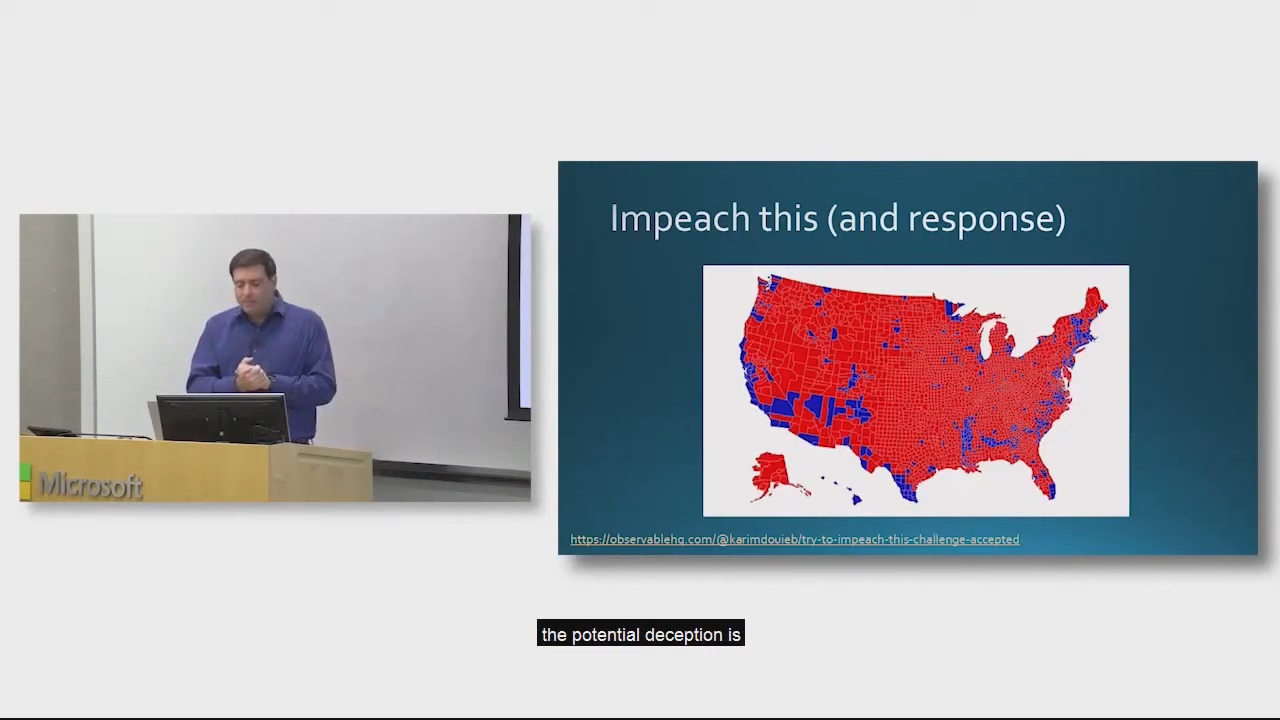 Impeach this (and response)
https://observablehq.com/@karimdouieb/try-to-impeach-this-challenge-accepted
Microsoft
the potential deception is